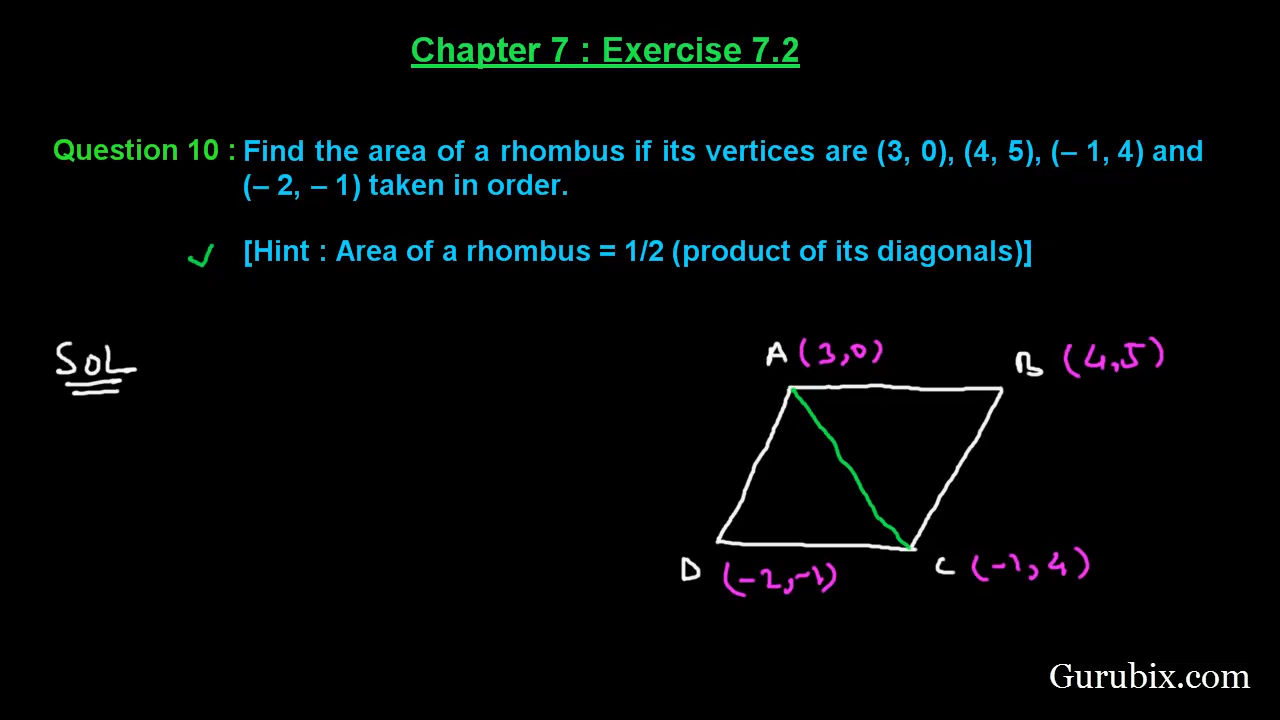 Chapter 7 : Exercise 7.2
Question 10 : Find the area of a rhombus if its vertices are (3, 0), (4, 5), (– 1, 4) and
(– 2, – 1) taken in order.
[Hint : Area of a rhombus = 1/2 (product of its diagonals)]
SOL
A (3,0)
B (4,5)
D (-2,-1)
C (-1,4)
Gurubix.com